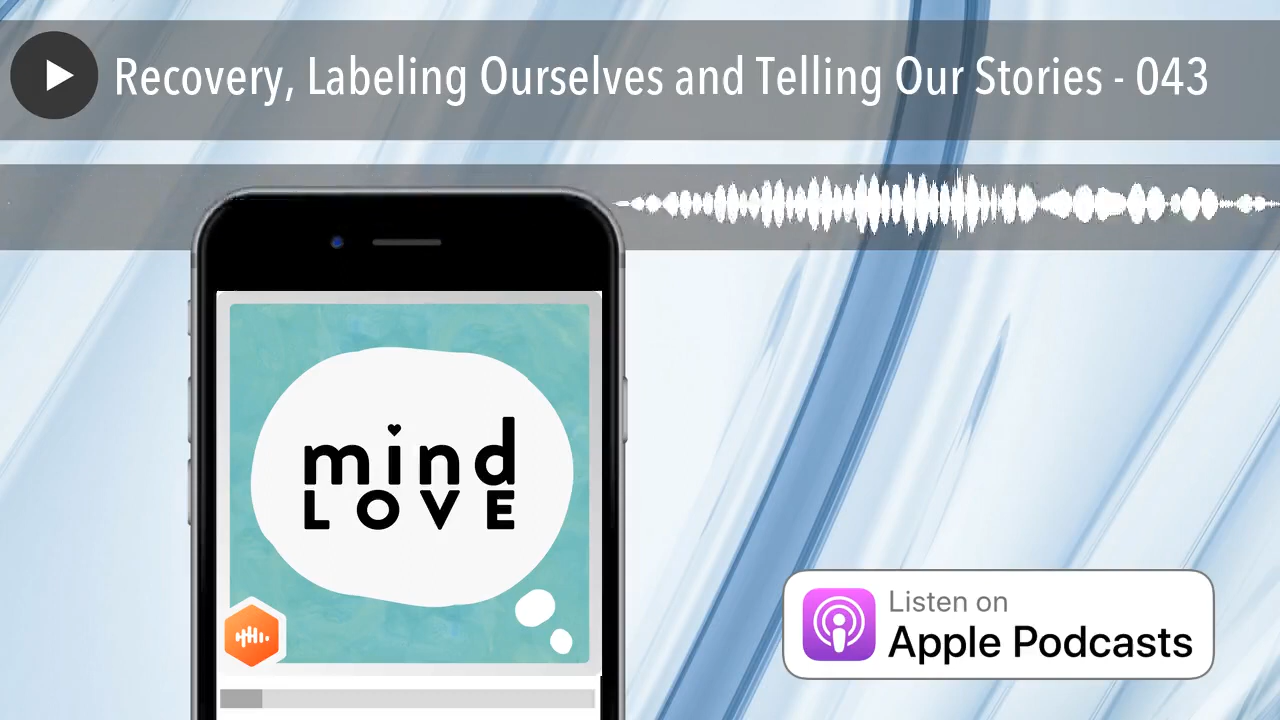 Recovery, Labeling Ourselves and Telling Our Stories - 043
mind
LOVE
Listen on
Apple Podcasts